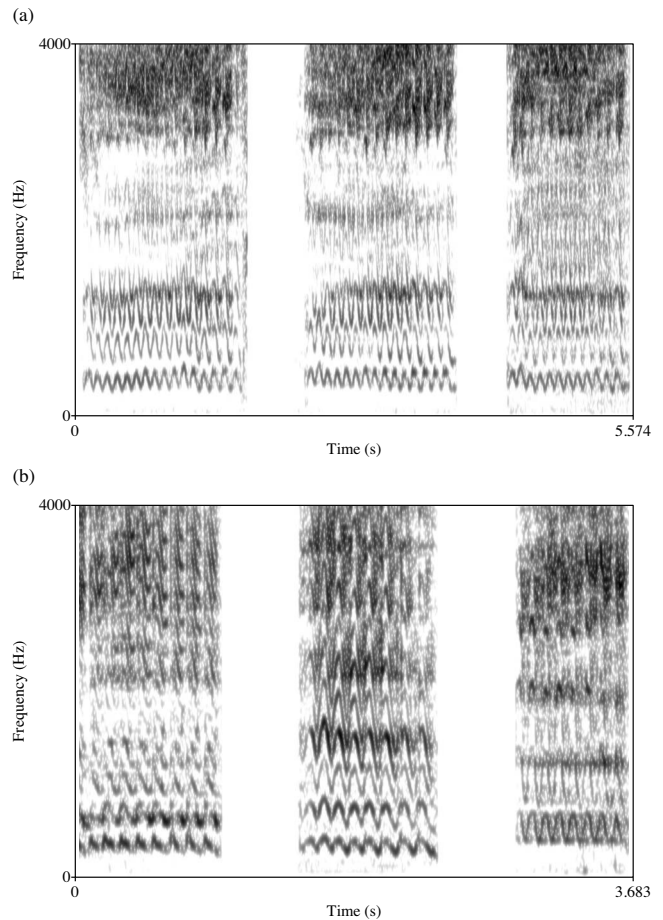 (a)
4000
Frequency (Hz)
0
0
5.574
Time (s)
(b)
4000
Frequency (Hz)
0
0
3.683
Time (s)